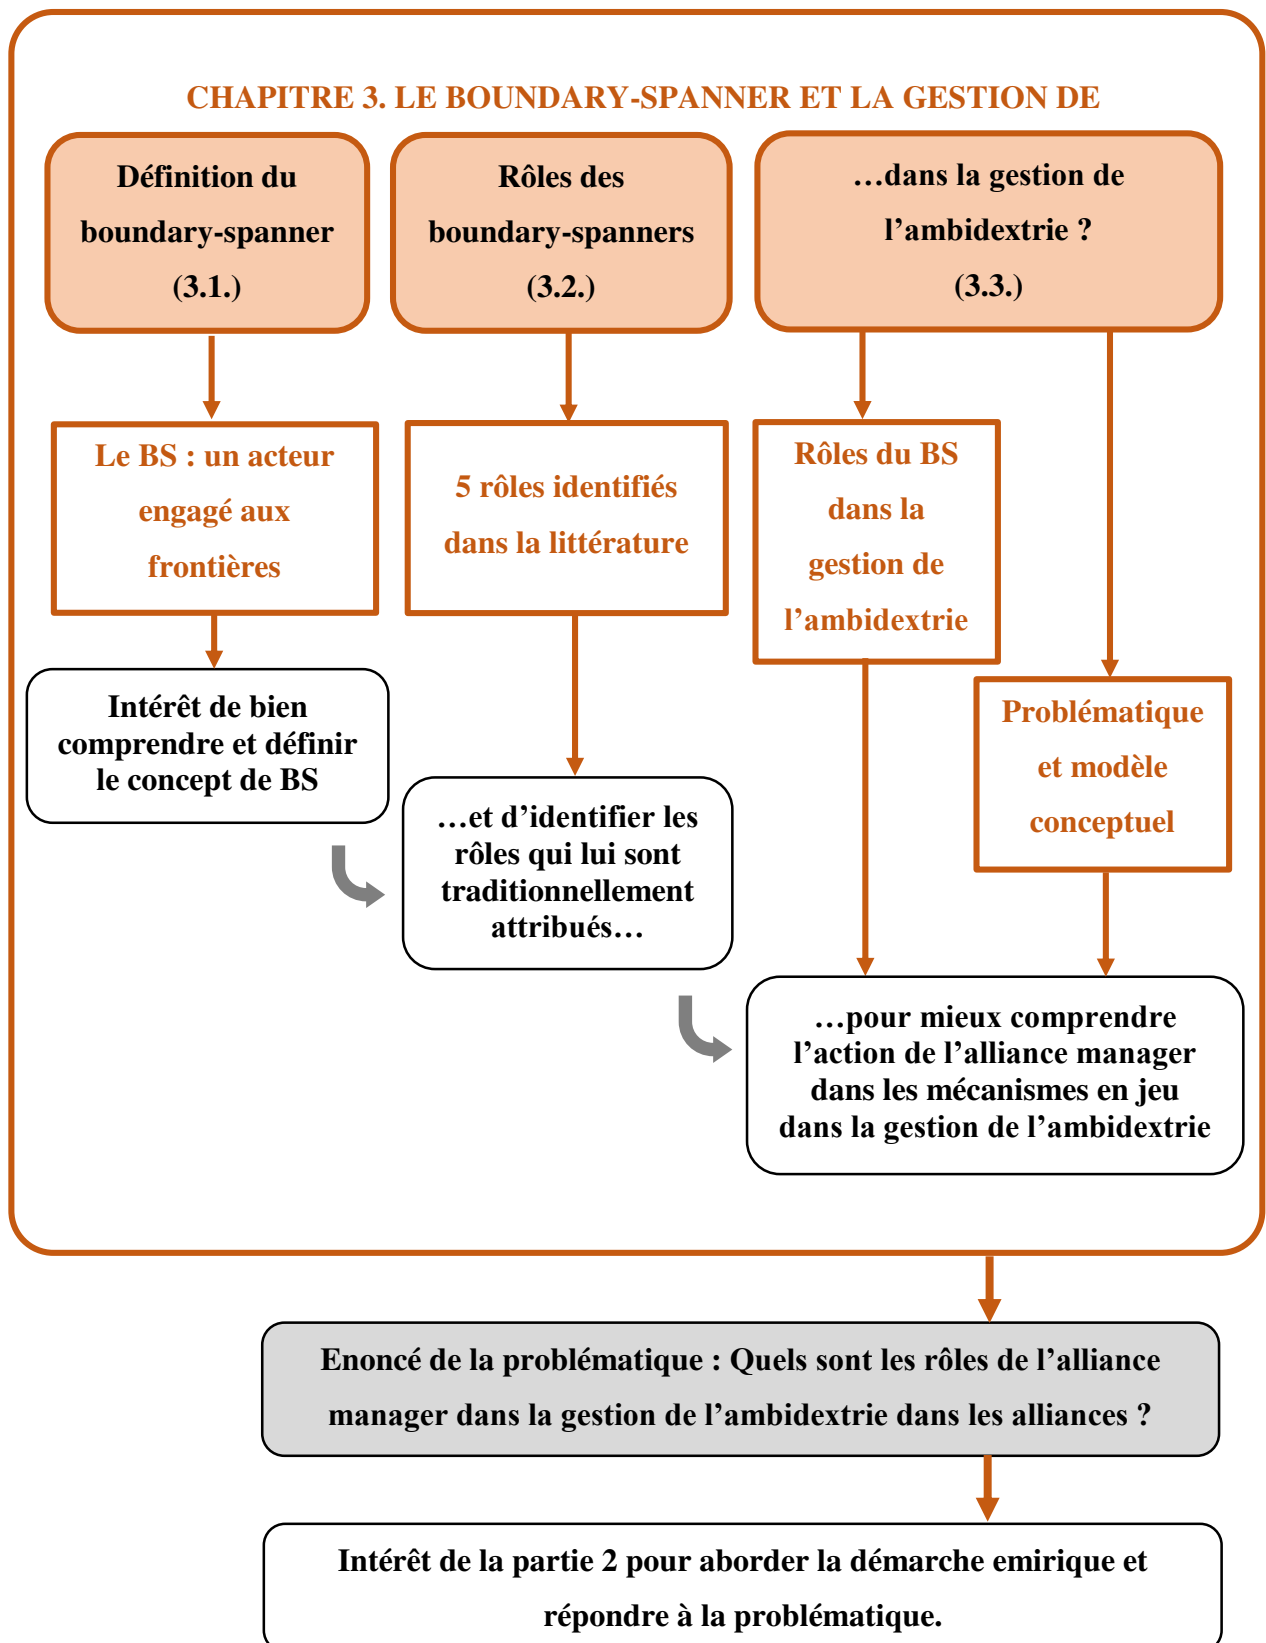 CHAPITRE 3. LE BOUNDARY-SPANNER ET LA GESTION DE
Définition du
boundary-spanner
(3.1.)
Rôles des
boundary-spanners
(3.2.)
…dans la gestion de
l’ambidextrie ?
(3.3.)
Le BS : un acteur
engagé aux
frontières
5 rôles identifiés
dans la littérature
Rôles du BS
dans la
gestion de
l’ambidextrie
Problématique
et modèle
conceptuel
Intérêt de bien
comprendre et définir
le concept de BS
…et d’identifier les
rôles qui lui sont
traditionnellement
attribués…
…pour mieux comprendre
l’action de l’alliance manager
dans les mécanismes en jeu
dans la gestion de l’ambidextrie
Enoncé de la problématique : Quels sont les rôles de l’alliance
manager dans la gestion de l’ambidextrie dans les alliances ?
Intérêt de la partie 2 pour aborder la démarche emirique et
répondre à la problématique.